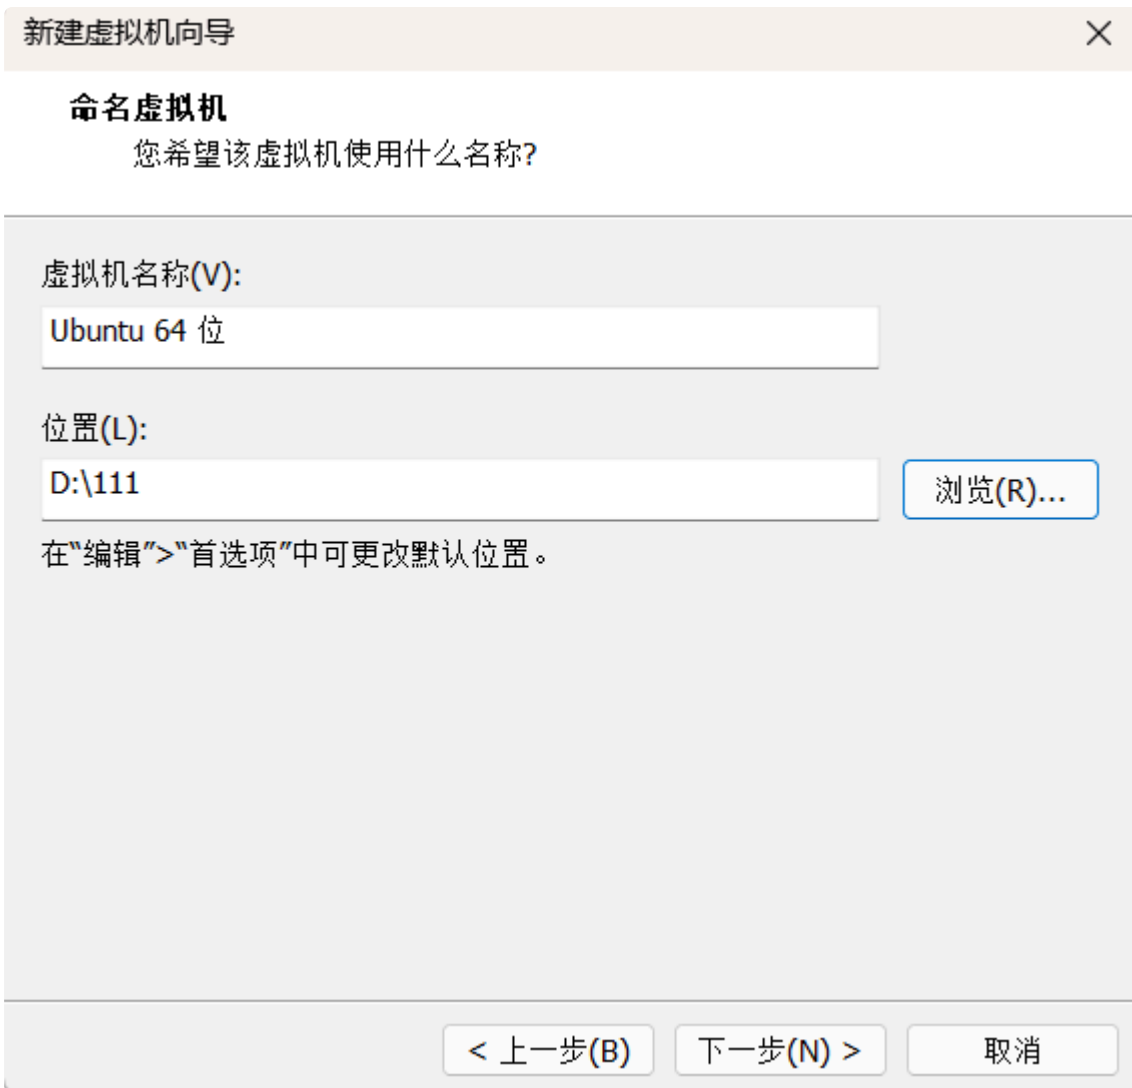 新建虚拟机向导
命名虚拟机
您希望该虚拟机使用什么名称?
虚拟机名称(V):
Ubuntu 64 位
位置(L):
D:\111
浏览(R)...
在“编辑”>“首选项”中可更改默认位置。
< 上一步(B)
下一步(N) >
取消